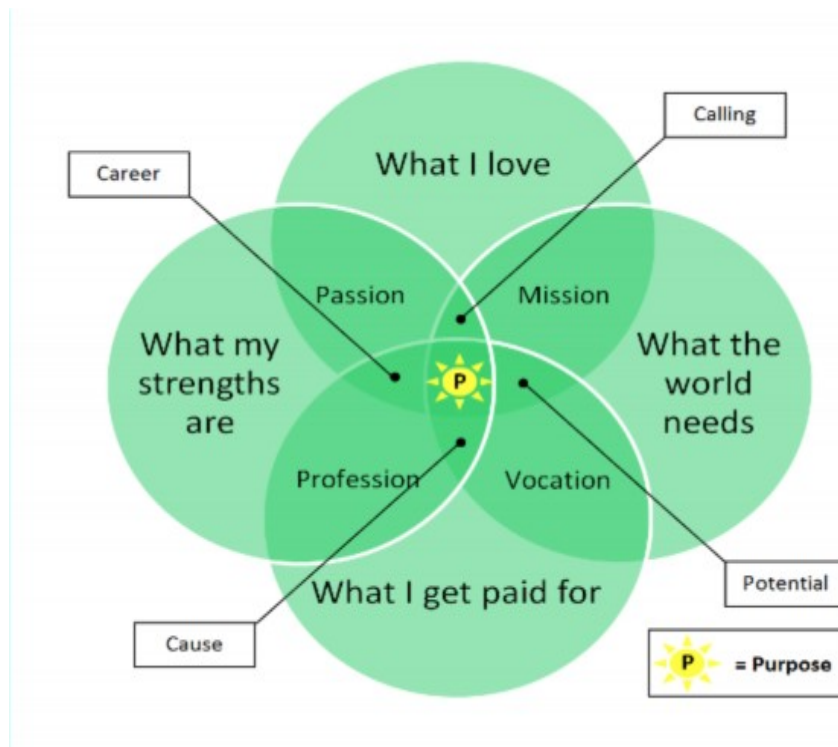 Calling
What I love
Career
Passion
Mission
What my
strengths
are
P
What the
world
needs
Profession
Vocation
What I get paid for
Potential
Cause
P = Purpose